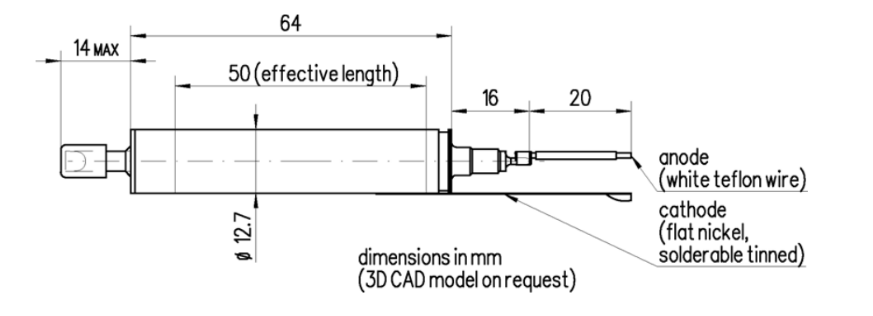 64
14 MAX
50 (effective length)
16
20
anode
(white teflon wire)
cathode
(flat nickel,
solderable tinned)
ø 12.7
dimensions in mm
(3D CAD model on request)